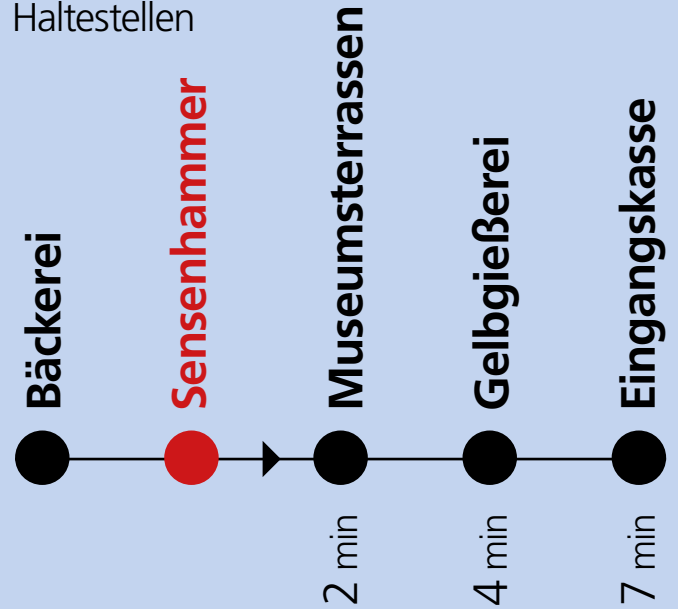 Haltestellen
Bäckerei
Sensenhammer
Museumsterrassen
Gelbgießerei
Eingangskasse
2 min
4 min
7 min